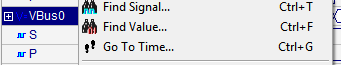 VBus0
S
P
Find Signal... Ctrl+T
Find Value... Ctrl+F
Go To Time... Ctrl+G